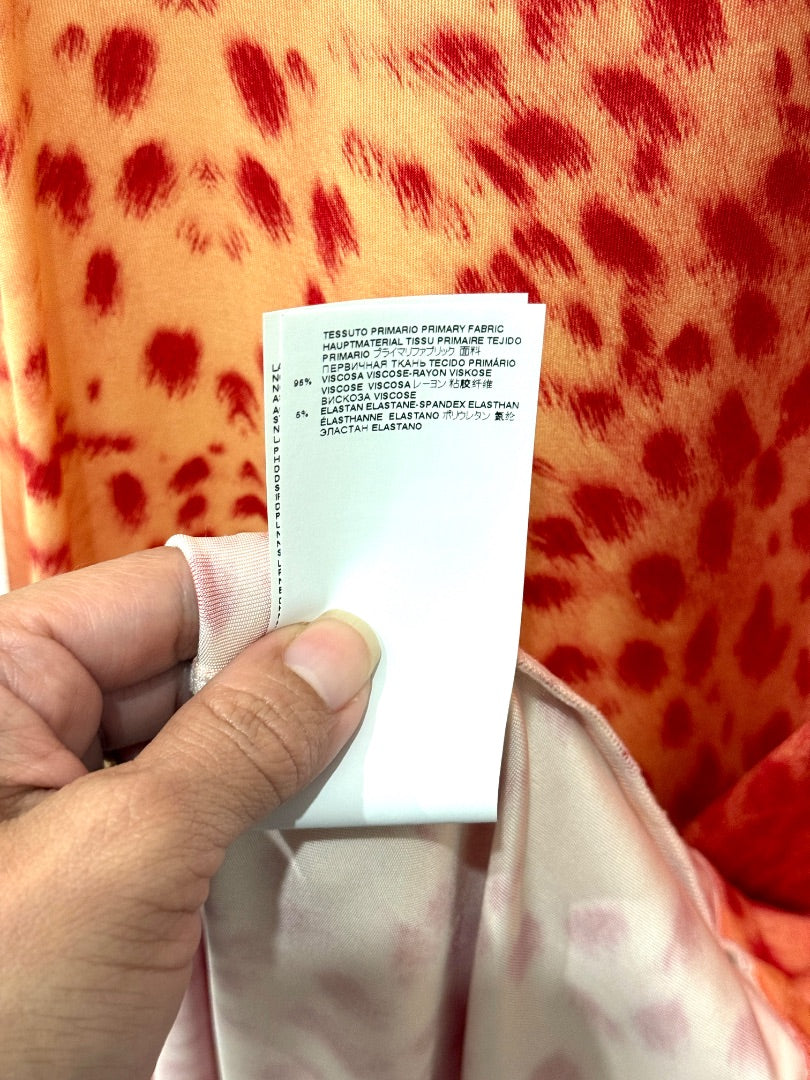 TESSUTO PRIMARIO PRIMARY FABRIC
HAUPTMATERIAL TISSU PRIMAIRE TEJIDO
PRIMARIO プライマリファブリック 面料
ПЕРВИЧНАЯ ТКАНЬ TECIDO PRIMÁRIO
95% VISCOSA VISCOSE-RAYON VISKOSE
VISCOSE VISCOSA レーヨン 粘胶纤维
ВИСКОЗА VISCOSE
5% ELASTAN ELASTANE-SPANDEX ELASTHAN
ÉLASTHANNE ELASTANO ポリウレタン 氨纶
ЭЛАСТАН ELASTANO